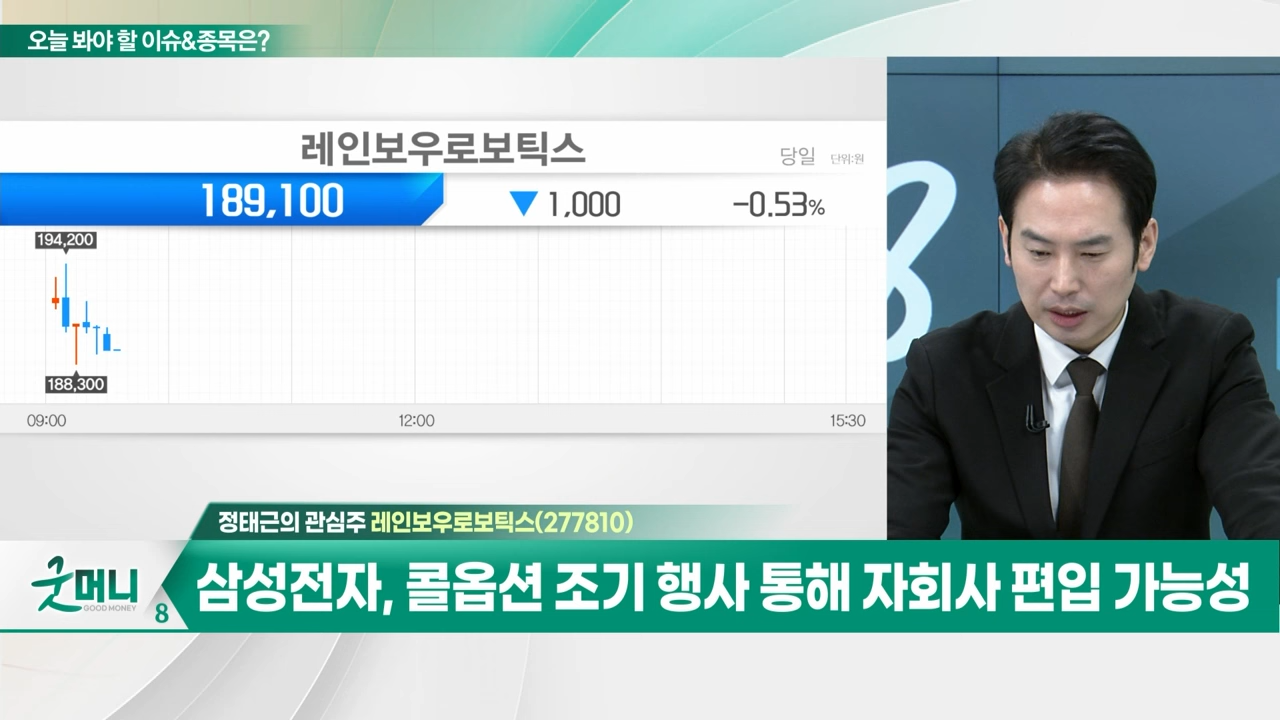 오늘 봐야 할 이슈&종목은?
레인보우로보틱스
당일 단위:원
189,100 ▼ 1,000 -0.53%
194,200
188,300
09:00 12:00 15:30
정태근의 관심주 레인보우로보틱스(277810)
굿머니
GOOD MONEY
8
삼성전자, 콜옵션 조기 행사 통해 자회사 편입 가능성